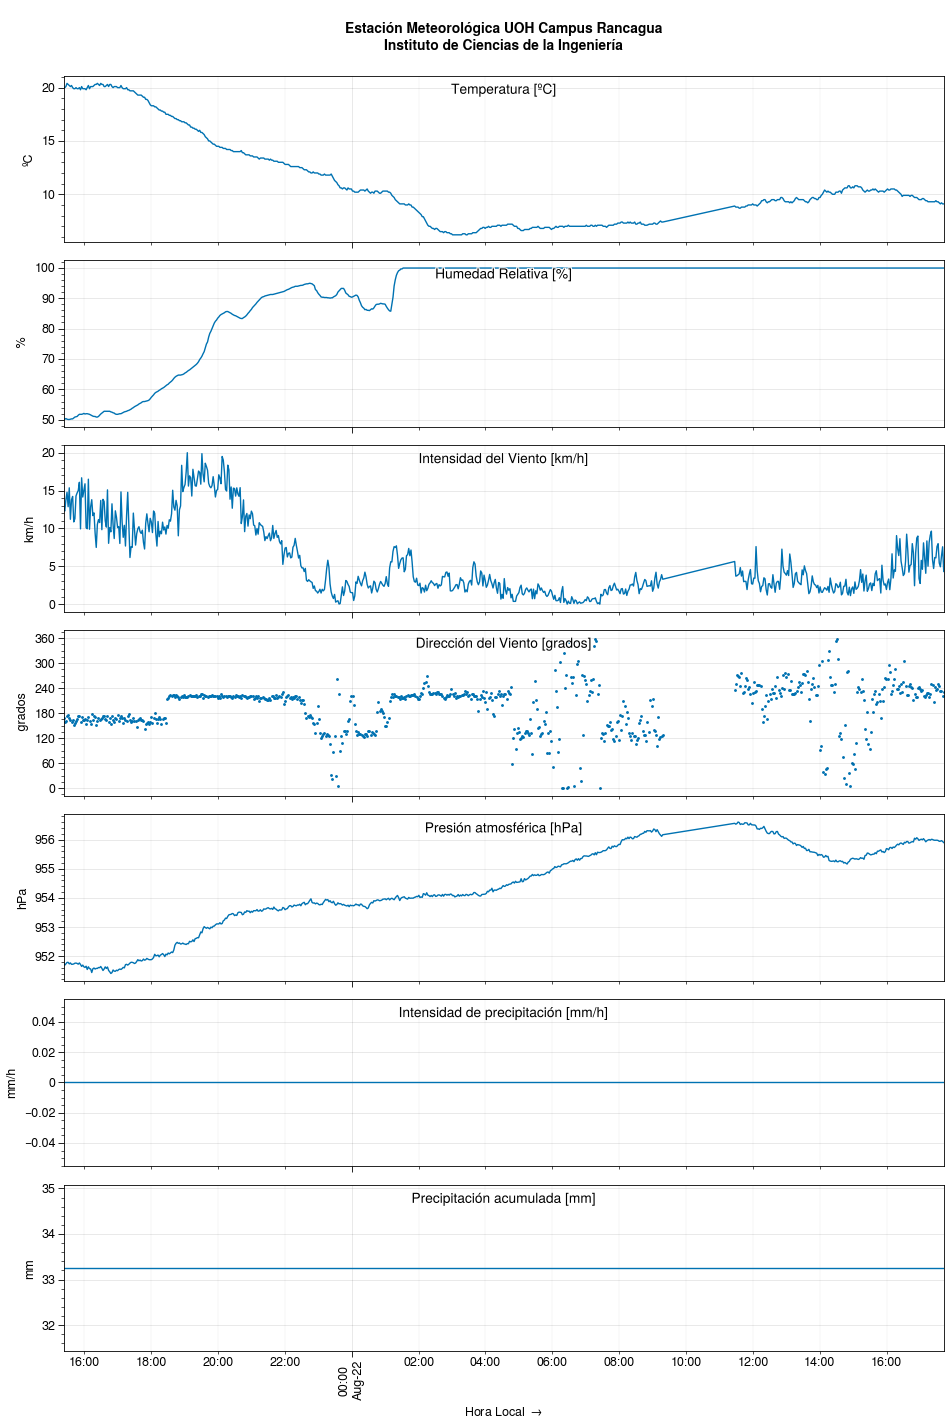 Estación Meteorológica UOH Campus Rancagua
Instituto de Ciencias de la Ingeniería
Temperatura [ºC]
20
15
10
ºC
Humedad Relativa [%]
100
90
80
70
60
50
%
Intensidad del Viento [km/h]
20
15
10
5
0
km/h
Dirección del Viento [grados]
360
300
240
180
120
60
0
grados
Presión atmosférica [hPa]
956
955
954
953
952
hPa
Intensidad de precipitación [mm/h]
0.04
0.02
0
−0.02
−0.04
mm/h
Precipitación acumulada [mm]
35
34
33
32
mm
16:00 18:00 20:00 22:00 00:00 02:00 04:00 06:00 08:00 10:00 12:00 14:00 16:00
Aug-22
Hora Local →